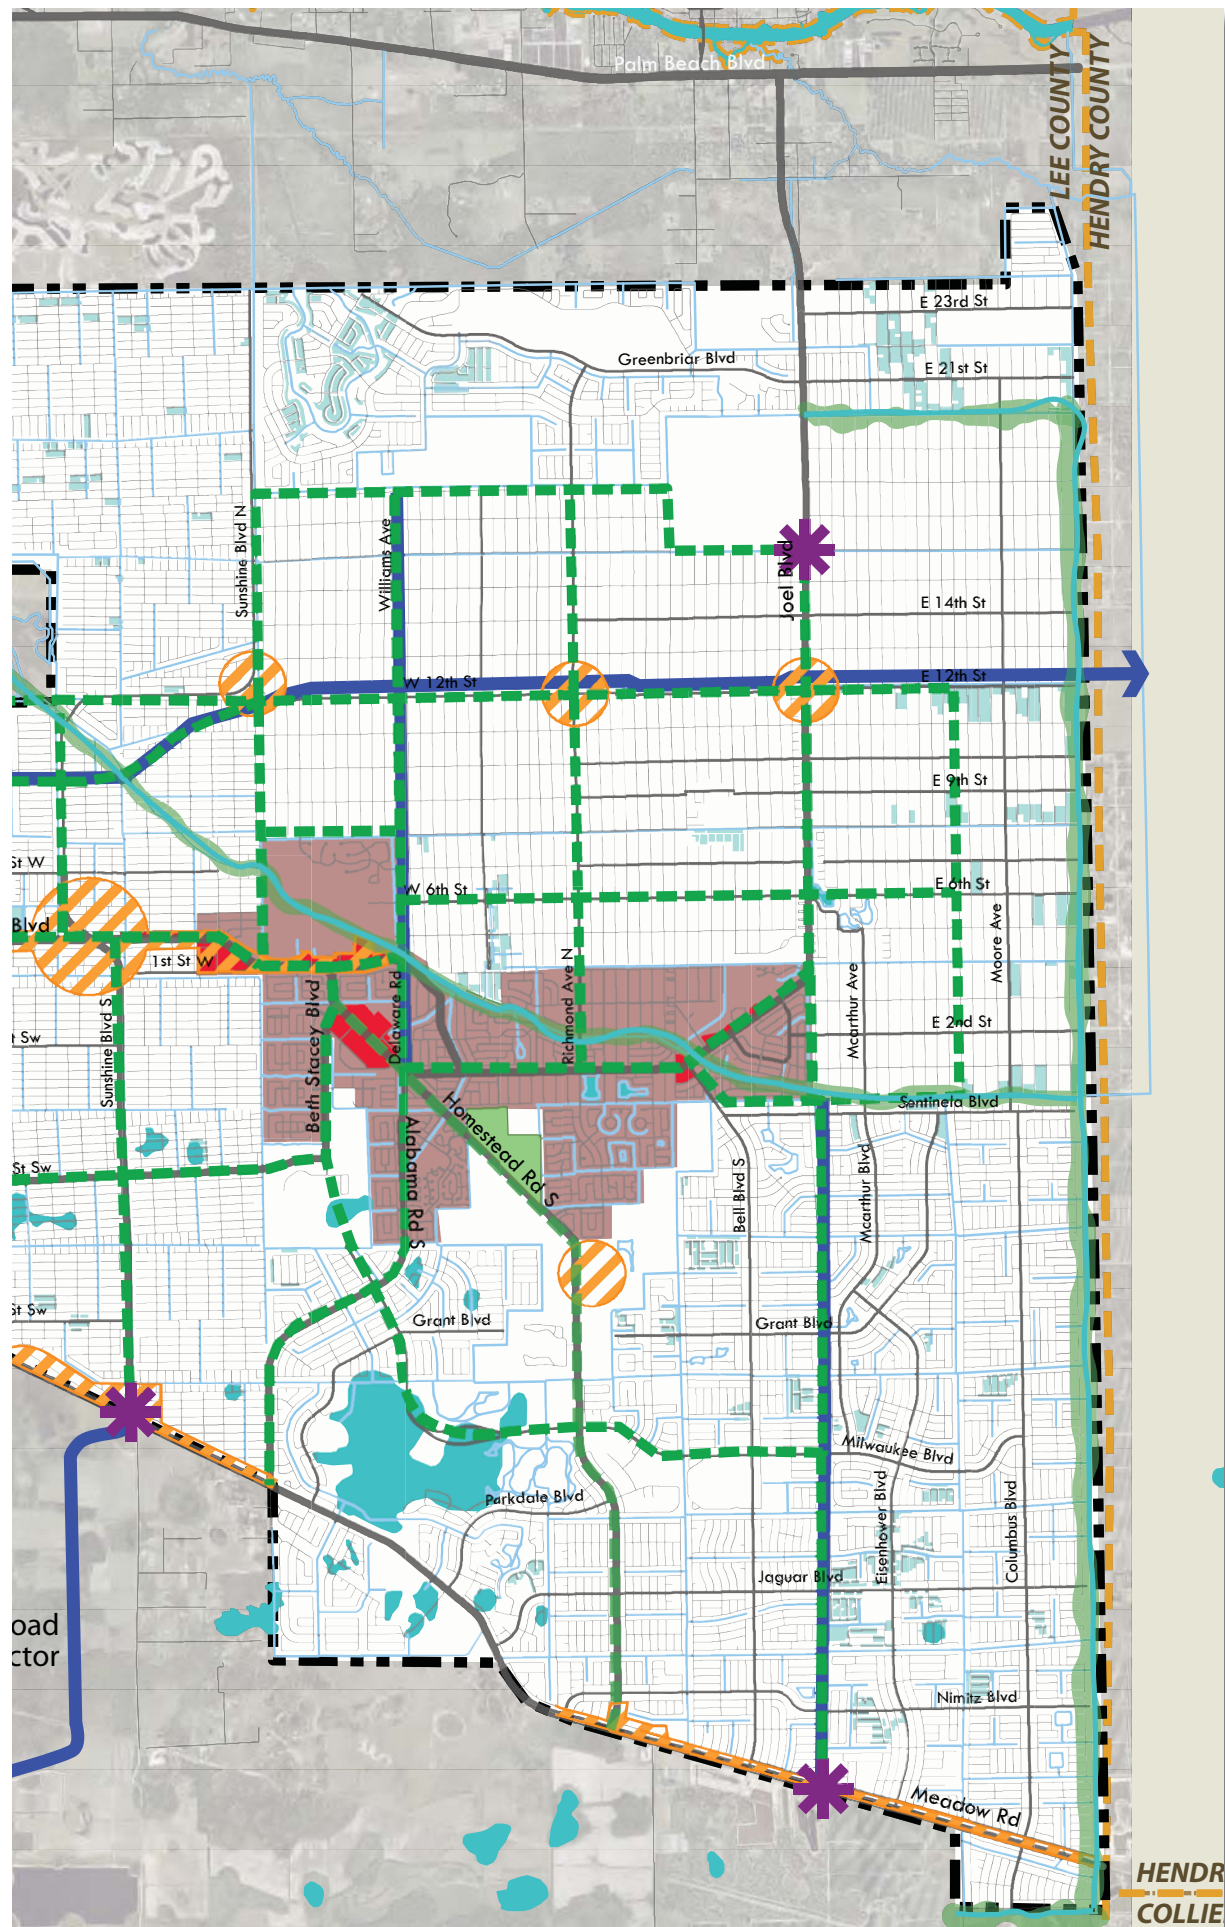 Palm Beach Blvd
LEE COUNTY
HENDRY COUNTY
E 23rd St
Greenbriar Blvd
E 21st St
Sunshine Blvd N
Williams Ave
Joel Blvd
E 14th St
W 12th St
E 12th St
E 9th St
St W
W 6th St
E 6th St
Blvd
1st St W
Moore Ave
Richmond Ave N
Mcarthur Ave
Delaware Rd
Beth Stacey Blvd
Sunshine Blvd S
t Sw
E 2nd St
Sentinela Blvd
Homestead Rd S
Alabama Rd S
St Sw
Bell Blvd S
Mcarthur Blvd
St Sw
Grant Blvd
Grant Blvd
Milwaukee Blvd
Parkdale Blvd
Eisenhower Blvd
Columbus Blvd
Jaguar Blvd
oad
ctor
Nimitz Blvd
Meadow Rd
HENDR
COLLIE